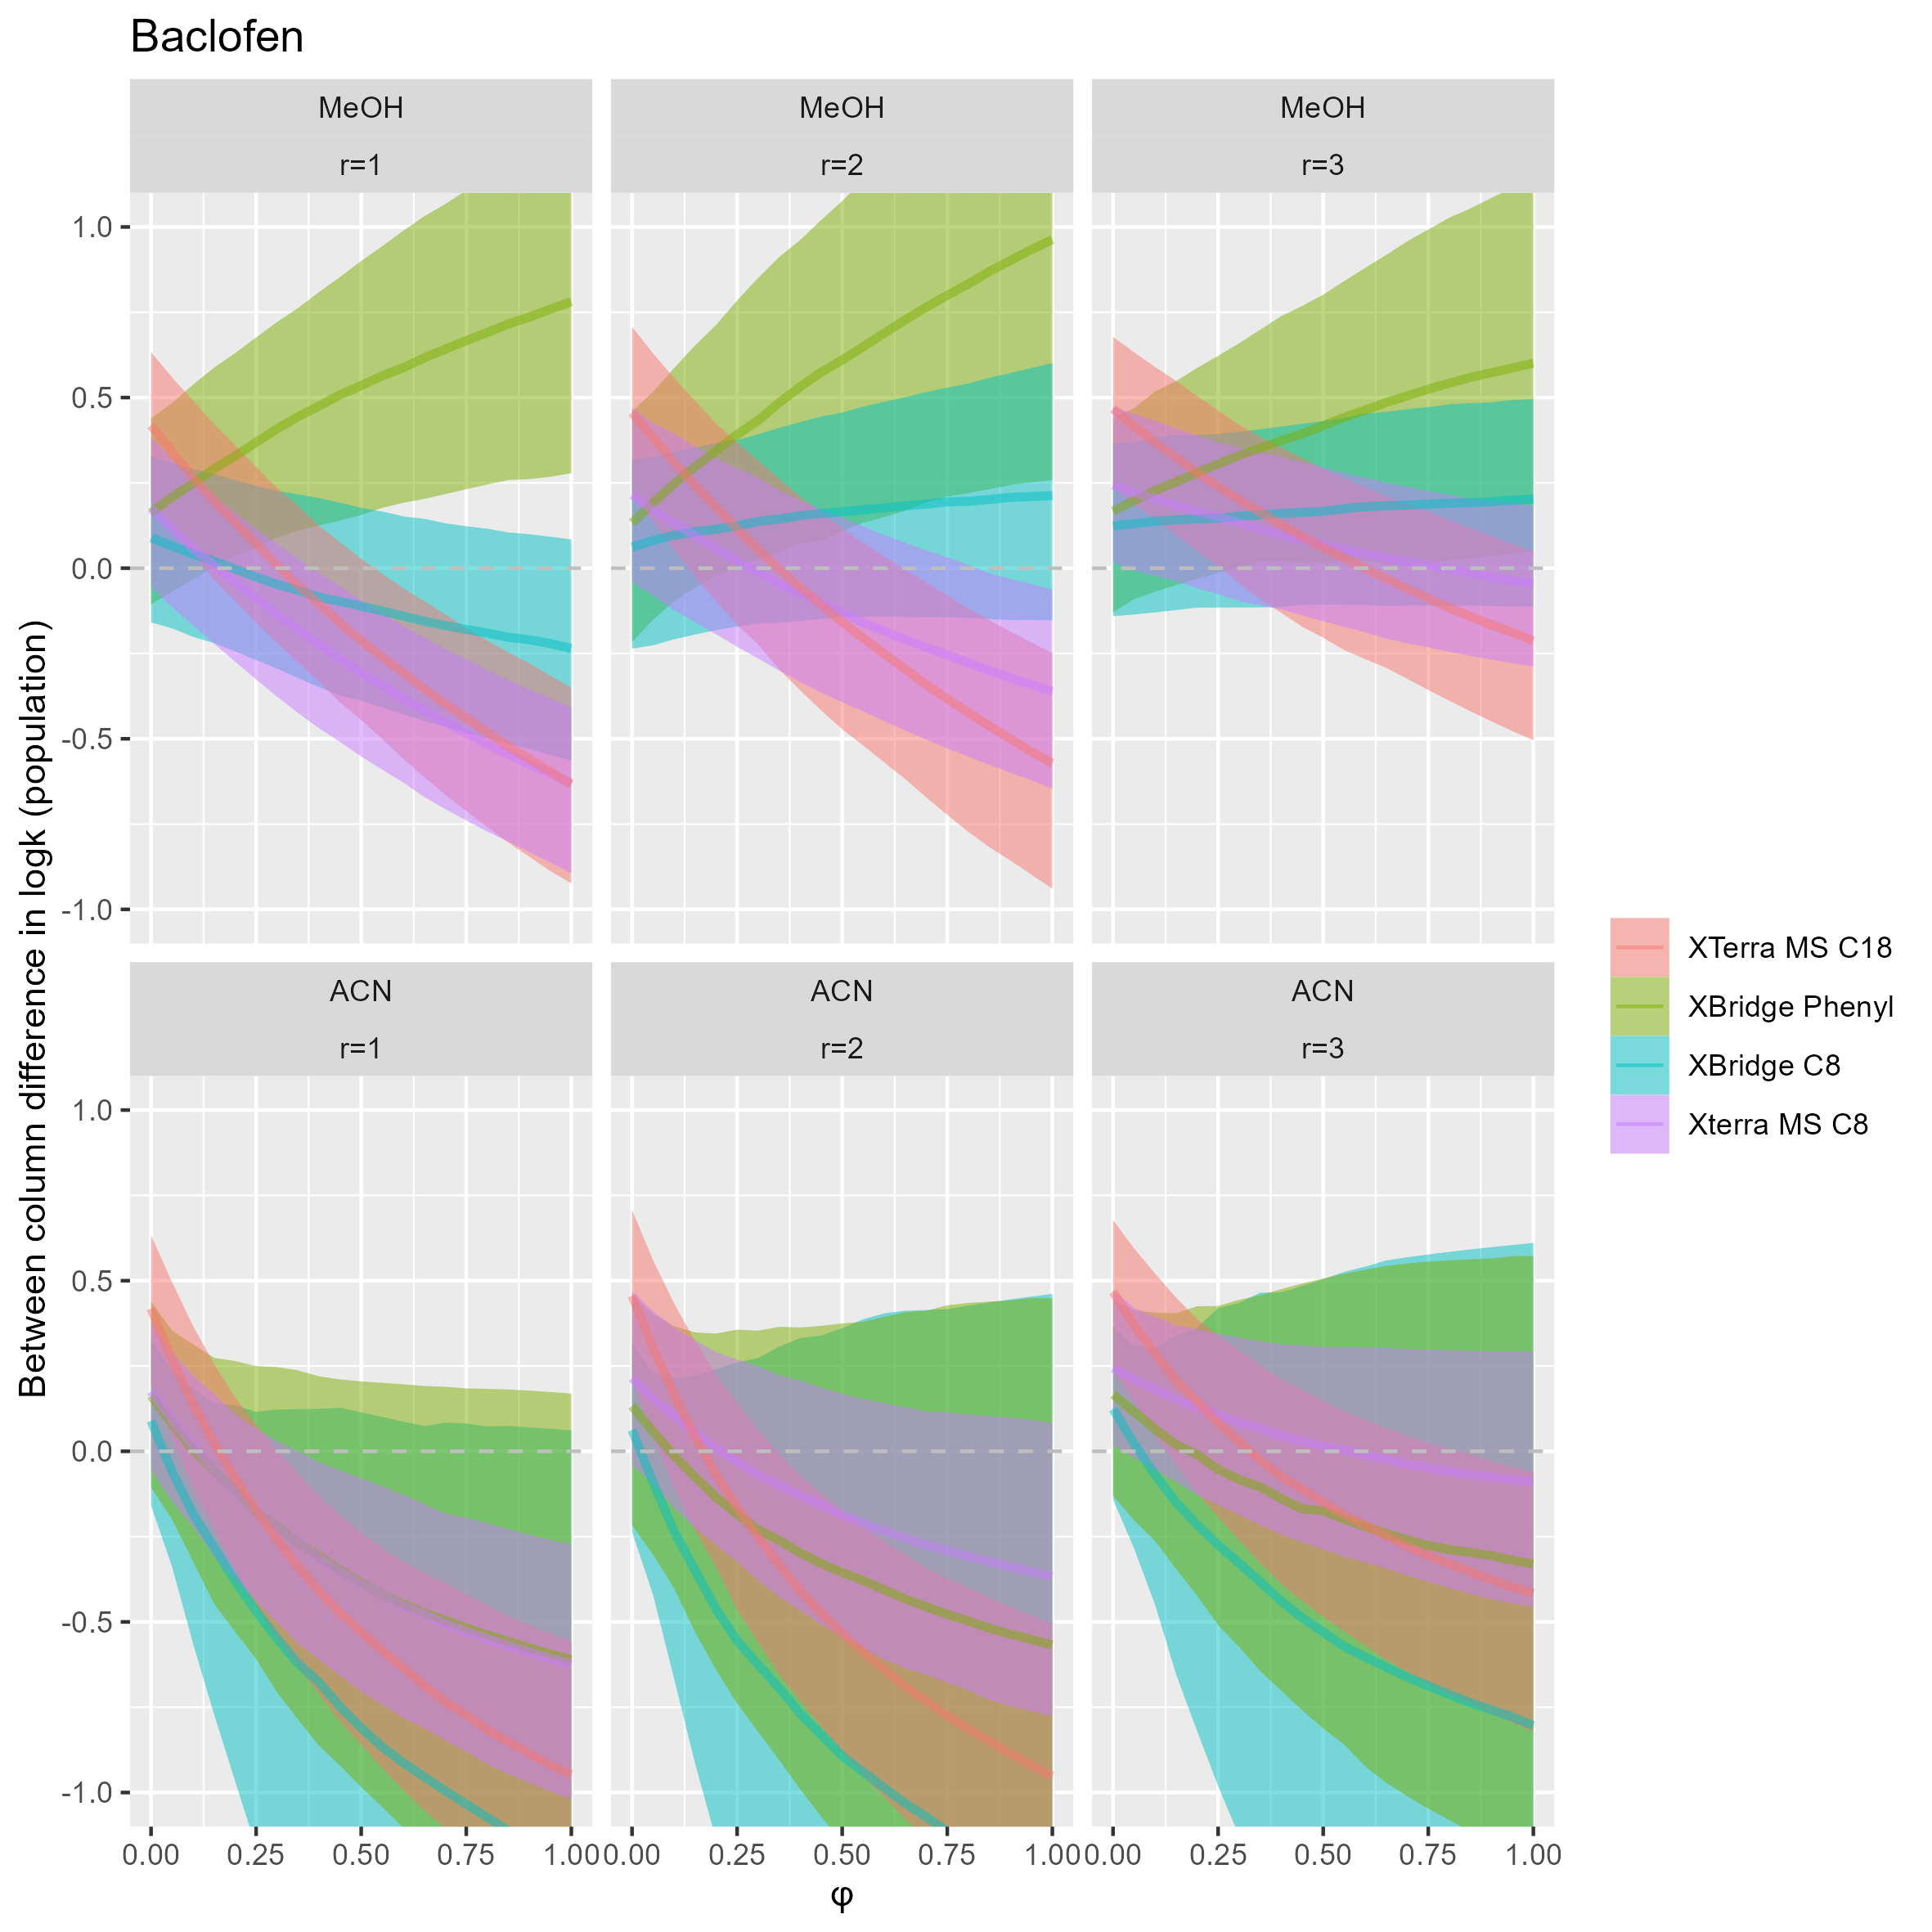 Baclofen
MeOH MeOH MeOH
r=1 r=2 r=3
1.0
0.5
0.0
-0.5
-1.0
Between column difference in logk (population)
ACN ACN ACN
r=1 r=2 r=3
1.0
0.5
0.0
-0.5
-1.0
0.00 0.25 0.50 0.75 1.00 0.00 0.25 0.50 0.75 1.00 0.00 0.25 0.50 0.75 1.00
φ
XTerra MS C18
XBridge Phenyl
XBridge C8
Xterra MS C8